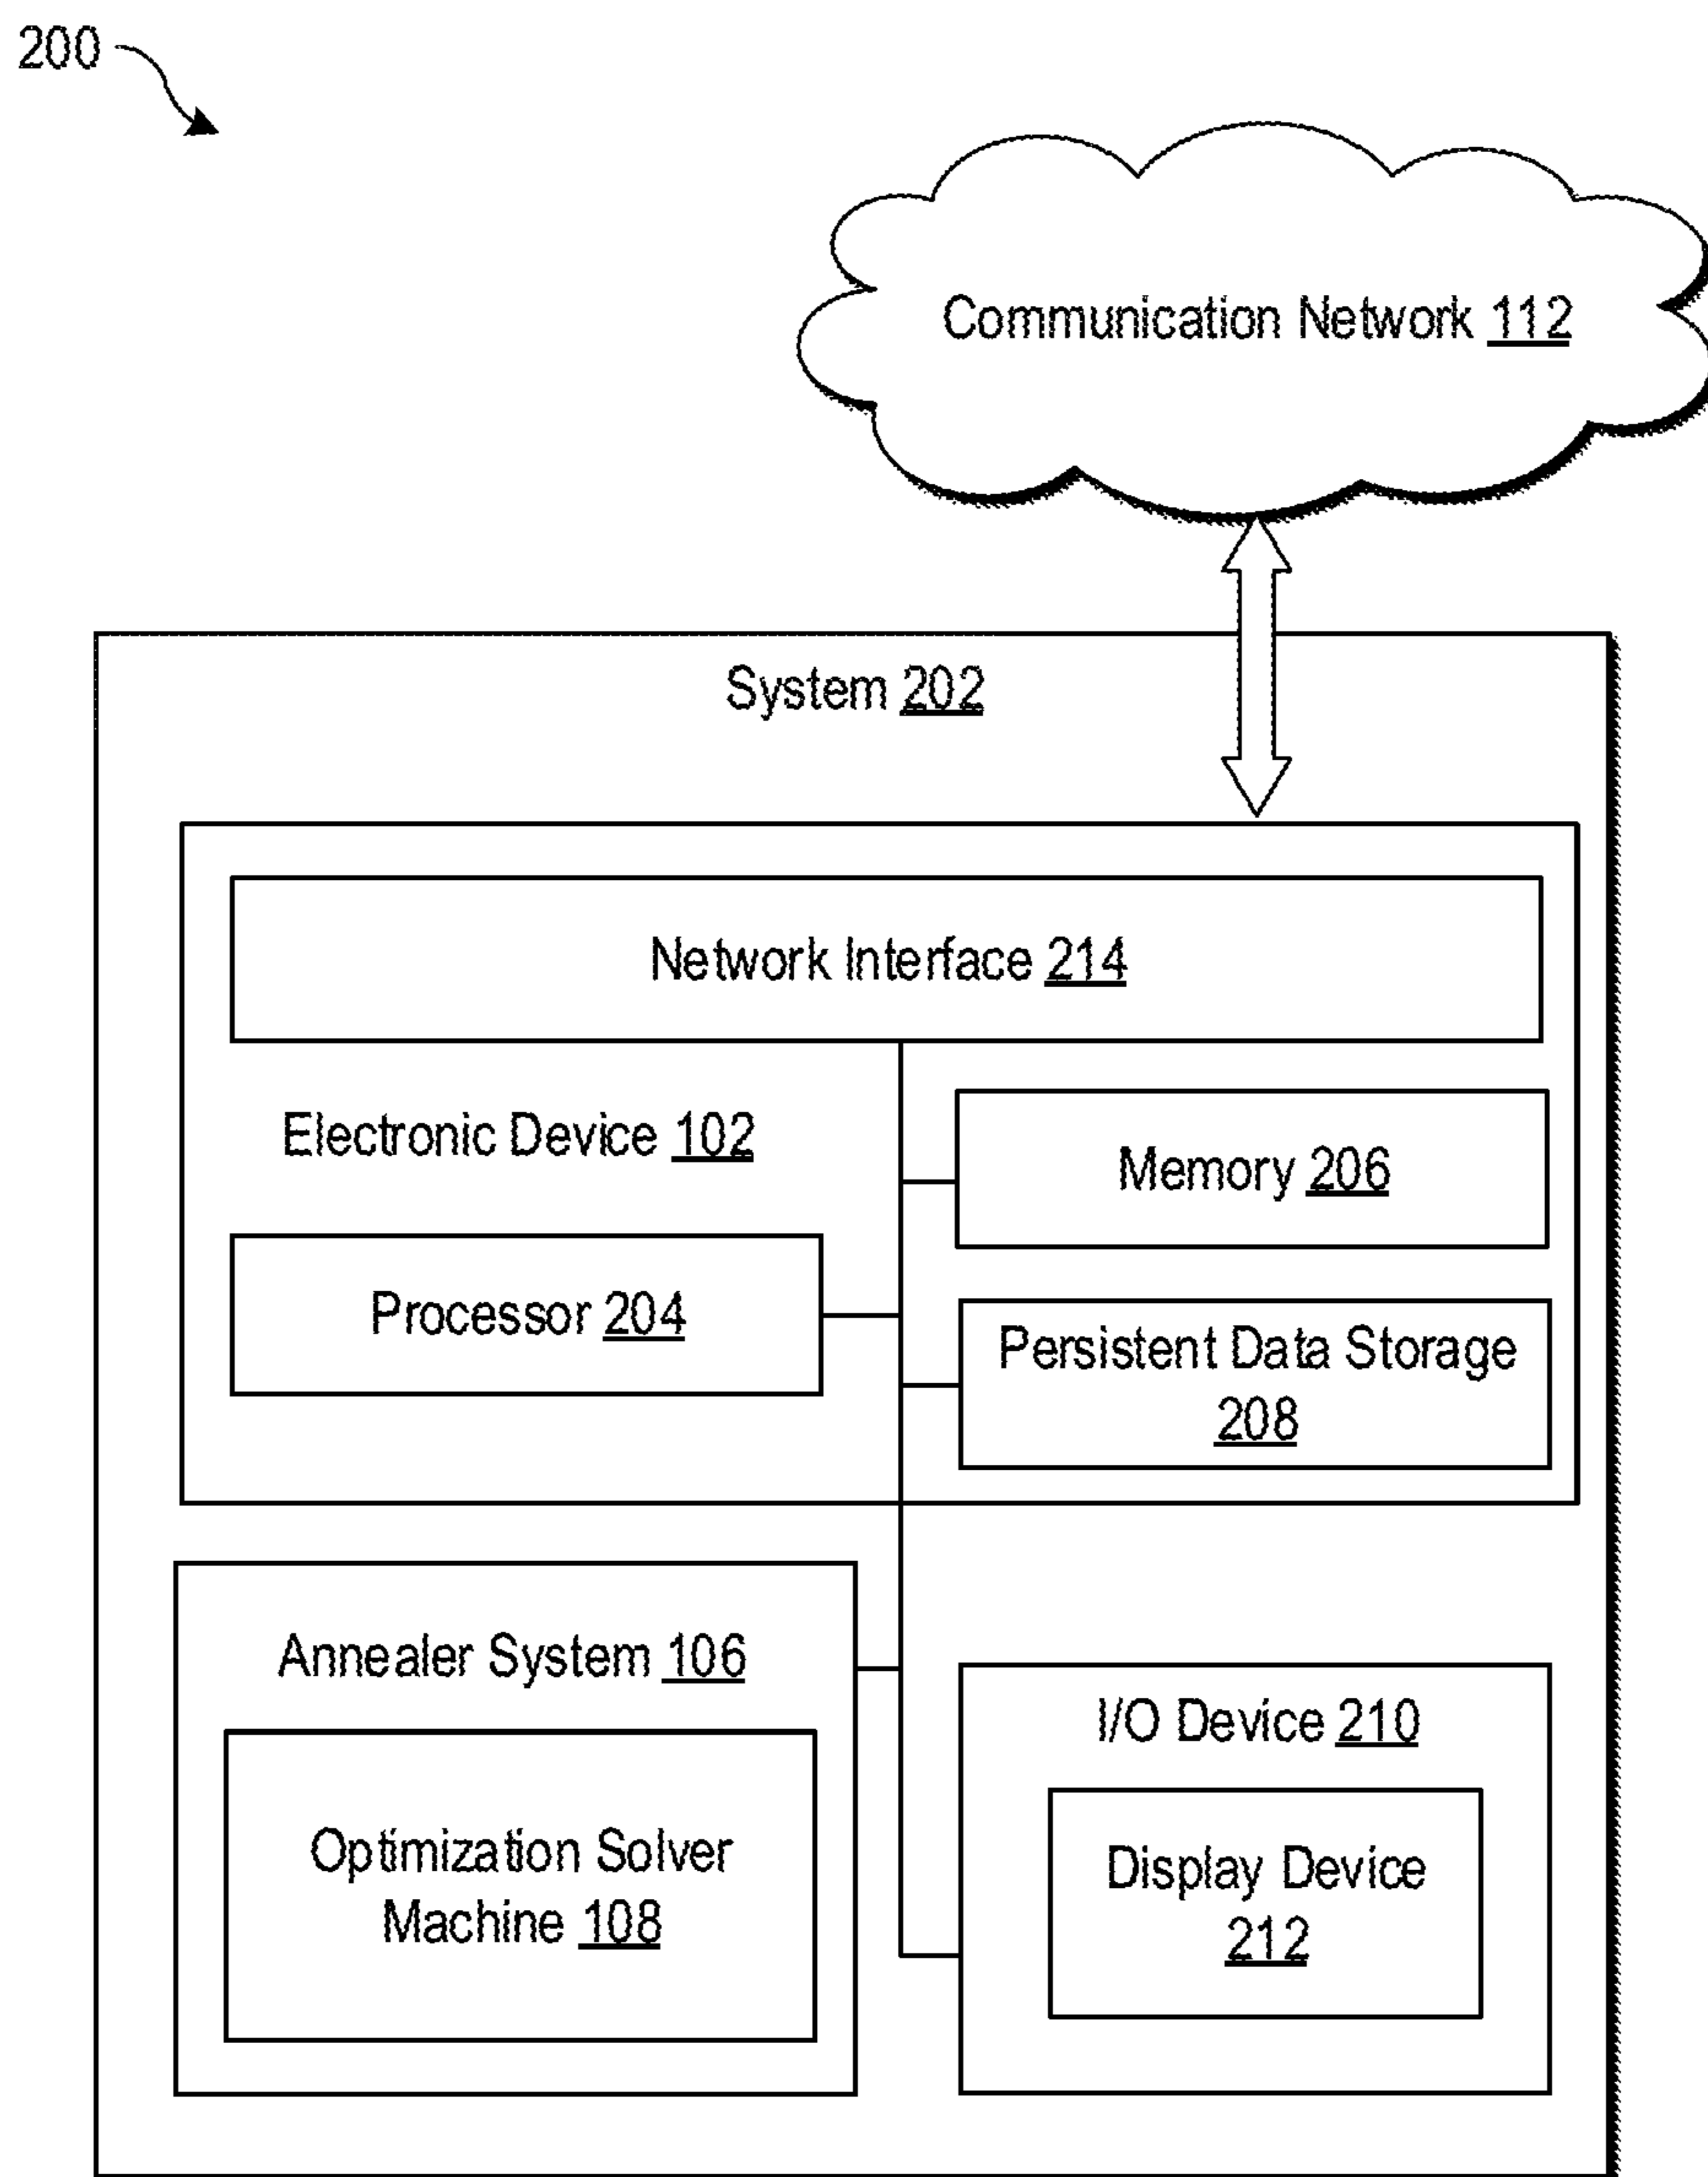 200
Communication Network 112
System 202
Network Interface 214
Electronic Device 102
Memory 206
Processor 204
Persistent Data Storage
208
Annealer System 106
Optimization Solver
Machine 108
I/O Device 210
Display Device
212